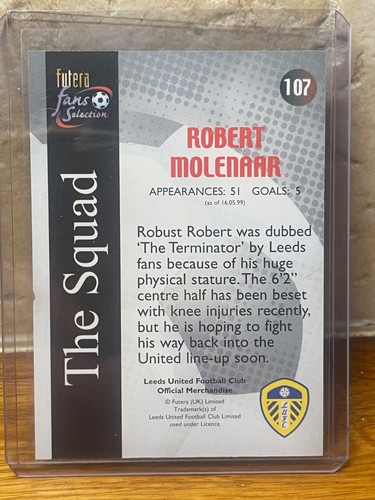 futera
fans
Selection
107
The Squad
ROBERT
MOLENAAR
APPEARANCES: 51 GOALS: 5
(as of 16.05.99)
Robust Robert was dubbed
'The Terminator' by Leeds
fans because of his huge
physical stature. The 6'2"
centre half has been beset
with knee injuries recently,
but he is hoping to fight
his way back into the
United line-up soon.
Leeds United Football Club
Official Merchandise
© Futera (UK) Limited
Trademark(s) of
Leeds United Football Club Limited
used under Licence.
LUFC